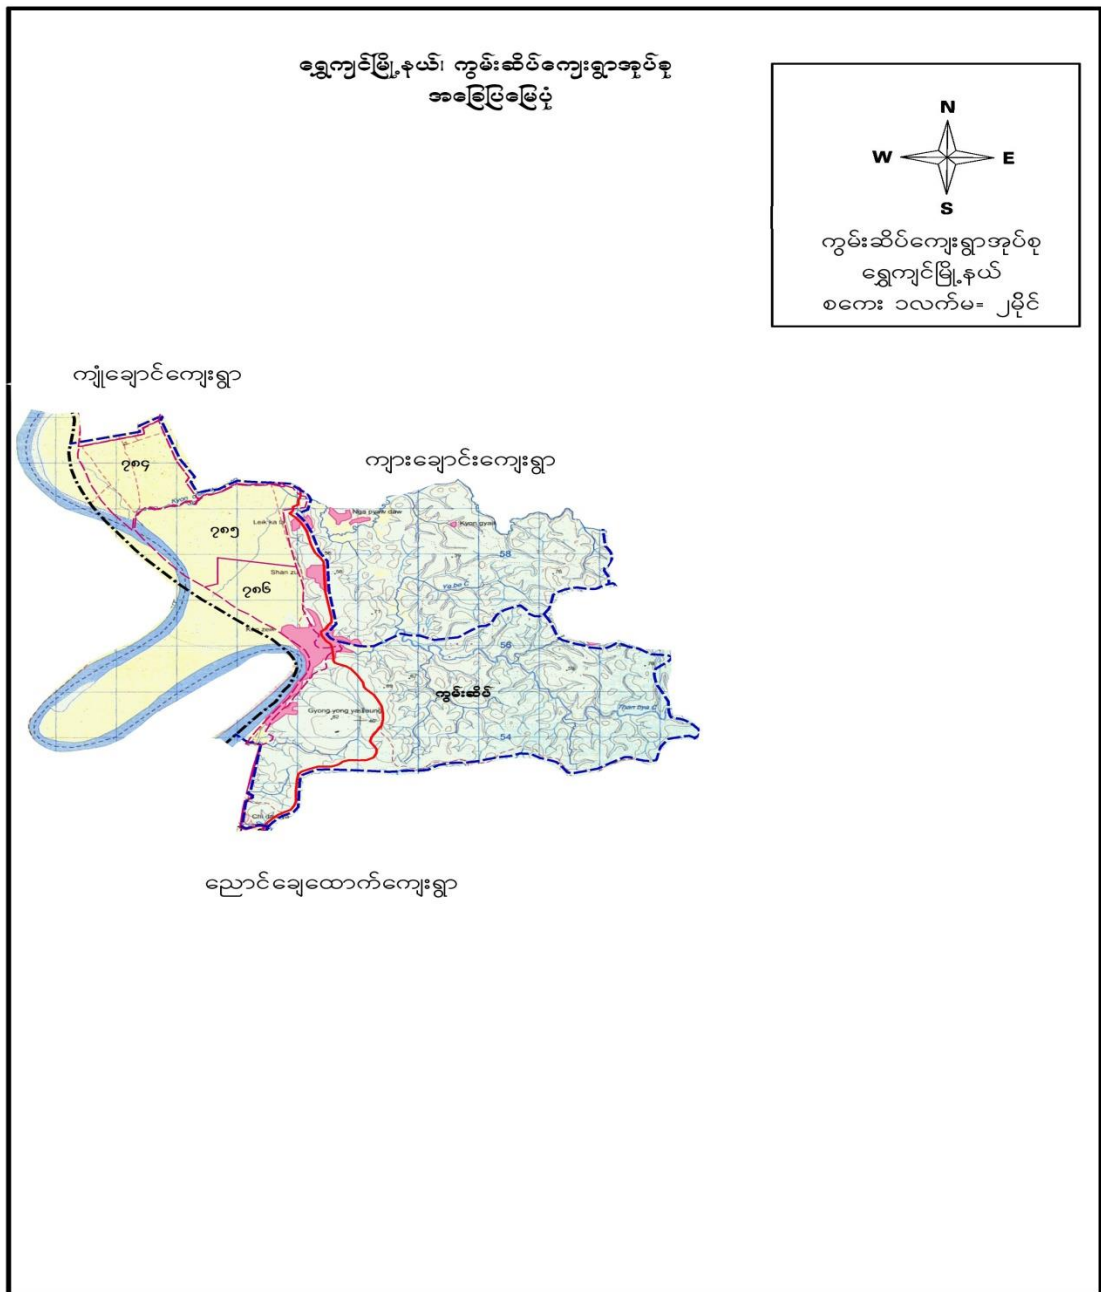 ရွှေကျင်မြို့နယ်၊ ကွမ်းဆိပ်ကျေးရွာအုပ်စု
အခြေပြမြေပုံ
N
W E
S
ကွမ်းဆိပ်ကျေးရွာအုပ်စု
ရွှေကျင်မြို့နယ်
စကေး ၁လက်မ= ၂မိုင်
ကျုံချောင်ကျေးရွာ
ကျားချောင်းကျေးရွာ
၇၈၄
၇၈၅
Kyon gyaik
58
Shan zu
၇၈၆
56
ကွမ်းဆိပ်
54
ညောင်ချေထောက်ကျေးရွာ